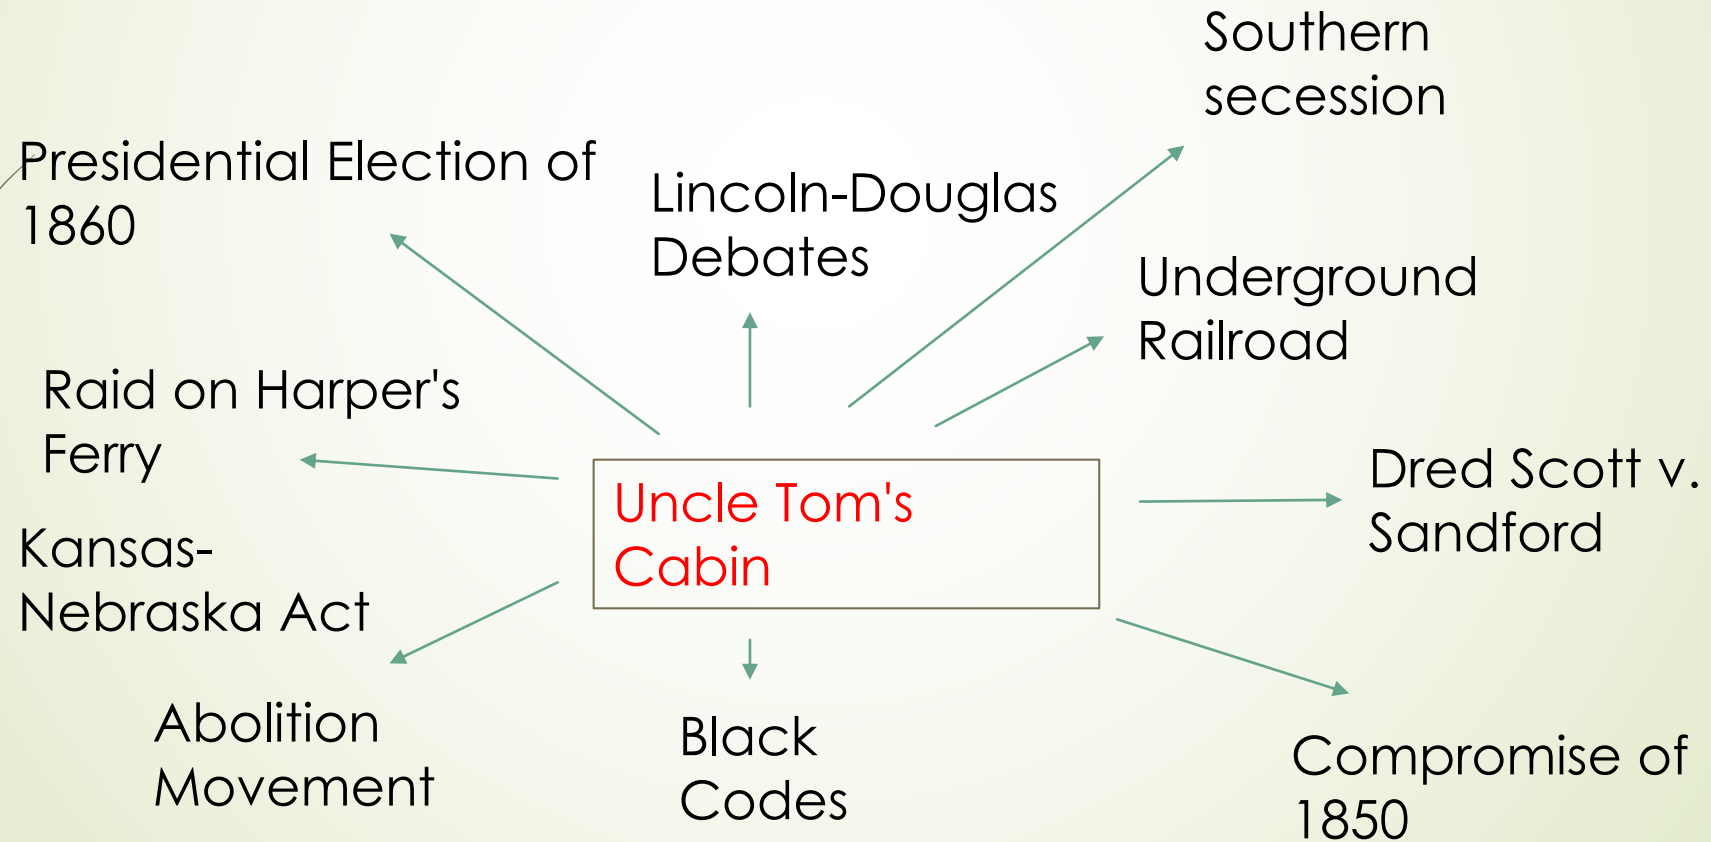 Southern
secession
Presidential Election of
1860
Lincoln-Douglas
Debates
Underground
Railroad
Raid on Harper's
Ferry
Uncle Tom's
Cabin
Dred Scott v.
Sandford
Kansas-
Nebraska Act
Abolition
Movement
Black
Codes
Compromise of
1850